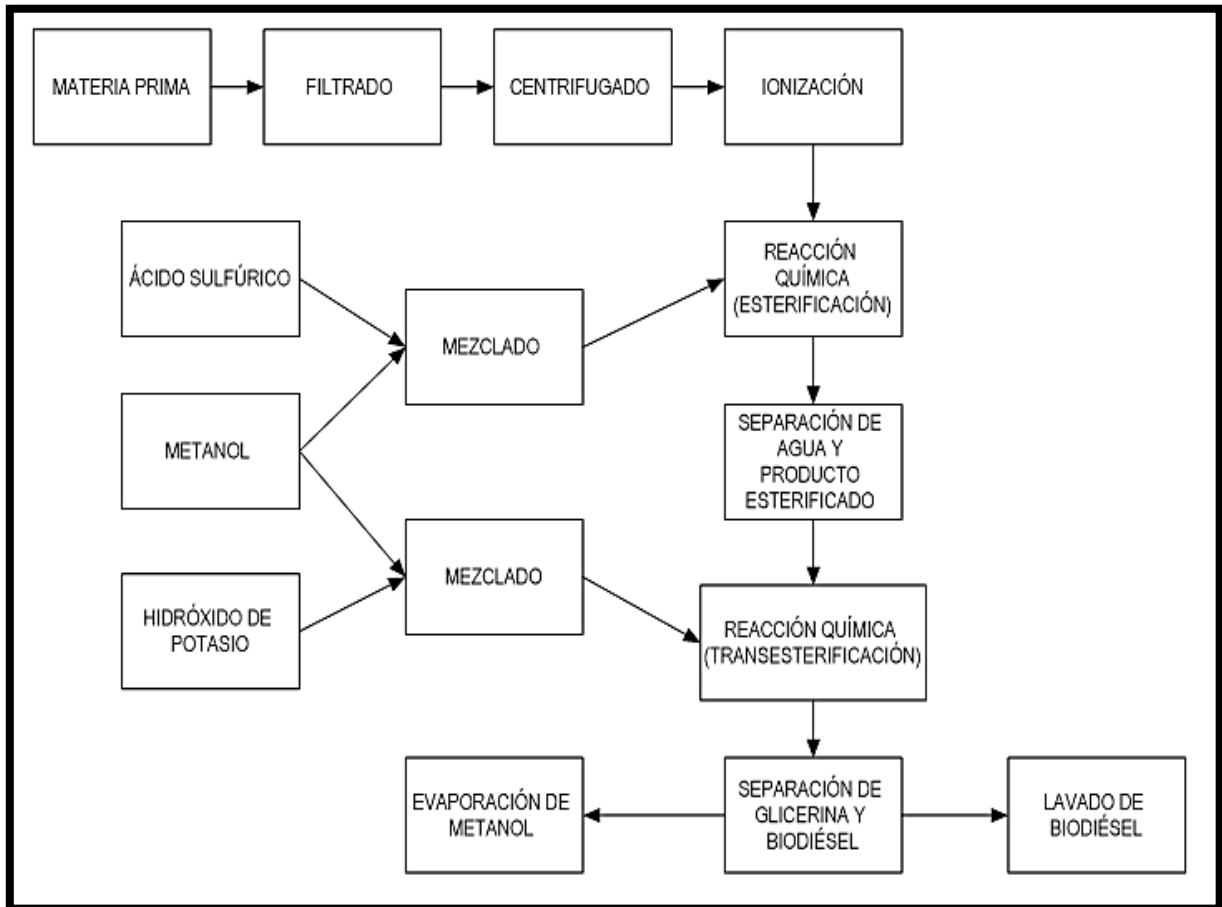 MATERIA PRIMA
FILTRADO
CENTRIFUGADO
IONIZACIÓN
ÁCIDO SULFÚRICO
MEZCLADO
REACCIÓN
QUÍMICA
(ESTERIFICACIÓN)
METANOL
SEPARACIÓN DE
AGUA Y
PRODUCTO
ESTERIFICADO
HIDRÓXIDO DE
POTASIO
MEZCLADO
REACCIÓN QUÍMICA
(TRANSESTERIFICACIÓN)
EVAPORACIÓN DE
METANOL
SEPARACIÓN DE
GLICERINA Y
BIODIÉSEL
LAVADO DE
BIODIÉSEL